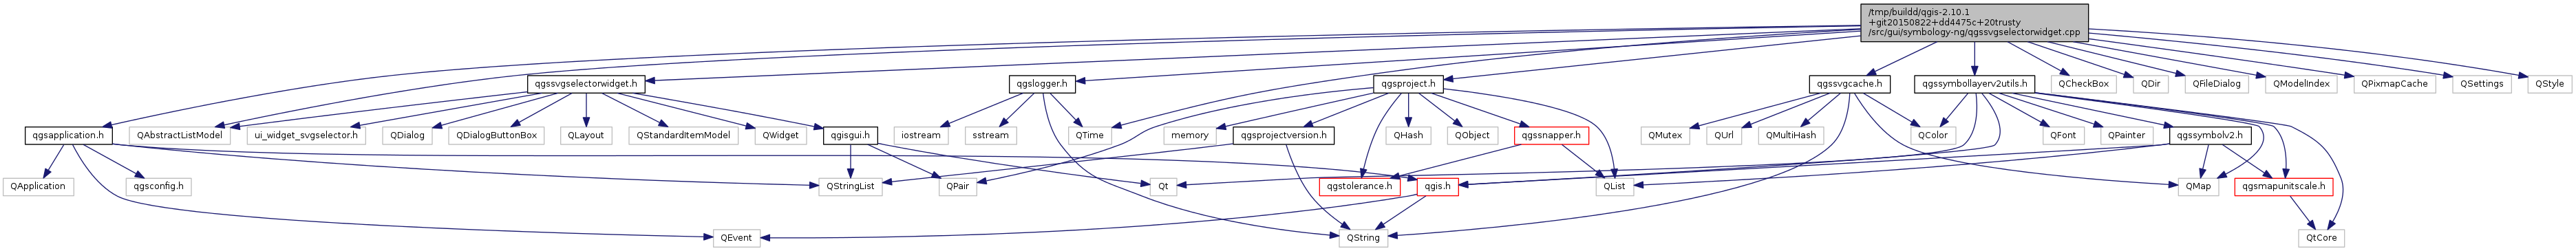 /tmp/buildd/qgis-2.10.1
+git20150822+dd4475c+20trusty
/src/gui/symbology-ng/qgssvgselectorwidget.cpp
qgssvgselectorwidget.h
qgslogger.h
qgsproject.h
qgssvgcache.h
qgssymbollayerv2utils.h
QCheckBox
QDir
QFileDialog
QModelIndex
QPixmapCache
QSettings
QStyle
qgsapplication.h
QAbstractListModel
ui_widget_svgselector.h
QDialog
QDialogButtonBox
QLayout
QStandardItemModel
QWidget
qgisgui.h
iostream
sstream
QTime
memory
qgsprojectversion.h
QHash
QObject
qgssnapper.h
QMutex
QUrl
QMultiHash
QColor
QFont
QPainter
qgssymbolv2.h
QApplication
qgsconfig.h
QStringList
QPair
Qt
qgstolerance.h
qgis.h
QList
QMap
qgsmapunitscale.h
QEvent
QString
QtCore